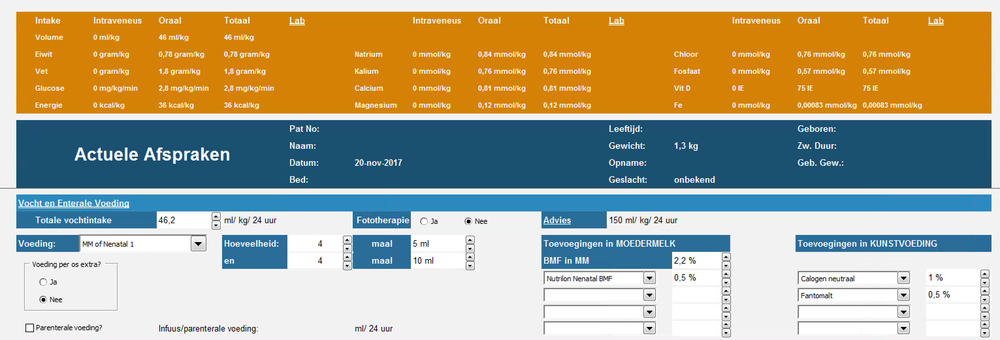 Intake Intraveneus Oraal Totaal Lab Intraveneus Oraal Totaal Lab Intraveneus Oraal Totaal Lab
Volume 0 ml/kg 46 ml/kg 46 ml/kg
Eiwit 0 gram/kg 0,78 gram/kg 0,78 gram/kg Natrium 0 mmol/kg 0,84 mmol/kg 0,84 mmol/kg Chloor 0 mmol/kg 0,76 mmol/kg 0,76 mmol/kg
Vet 0 gram/kg 1,8 gram/kg 1,8 gram/kg Kalium 0 mmol/kg 0,76 mmol/kg 0,76 mmol/kg Fosfaat 0 mmol/kg 0,57 mmol/kg 0,57 mmol/kg
Glucose 0 mg/kg/min 2,8 mg/kg/min 2,8 mg/kg/min Calcium 0 mmol/kg 0,81 mmol/kg 0,81 mmol/kg Vit D 0 IE 75 IE 75 IE
Energie 0 kcal/kg 36 kcal/kg 36 kcal/kg Magnesium 0 mmol/kg 0,12 mmol/kg 0,12 mmol/kg Fe 0 mmol/kg 0,00083 mmol/kg 0,00083 mmol/kg
Actuele Afspraken
Pat No: Leeftijd: Geboren:
Naam: Gewicht: 1,3 kg Zw. Duur:
Datum: 20-nov-2017 Opname: Geb. Gew.:
Bed: Geslacht: onbekend
Vocht en Enterale Voeding
Totale vochtintake 46,2 ml/ kg/ 24 uur Fototherapie Ja Nee Advies 150 ml/ kg/ 24 uur
Voeding: MM of Nenatal 1 Hoeveelheid: 4 maal 5 ml Toevoegingen in MOEDERMELK Toevoegingen in KUNSTVOEDING
en 4 maal 10 ml BMF in MM 2,2 %
Voeding per os extra?
Nutrilon Nenatal BMF 0,5 % Calogen neutraal 1 %
Ja
Fantomalt 0,5 %
Nee
Parenterale voeding? Infuus/parenterale voeding: ml/ 24 uur